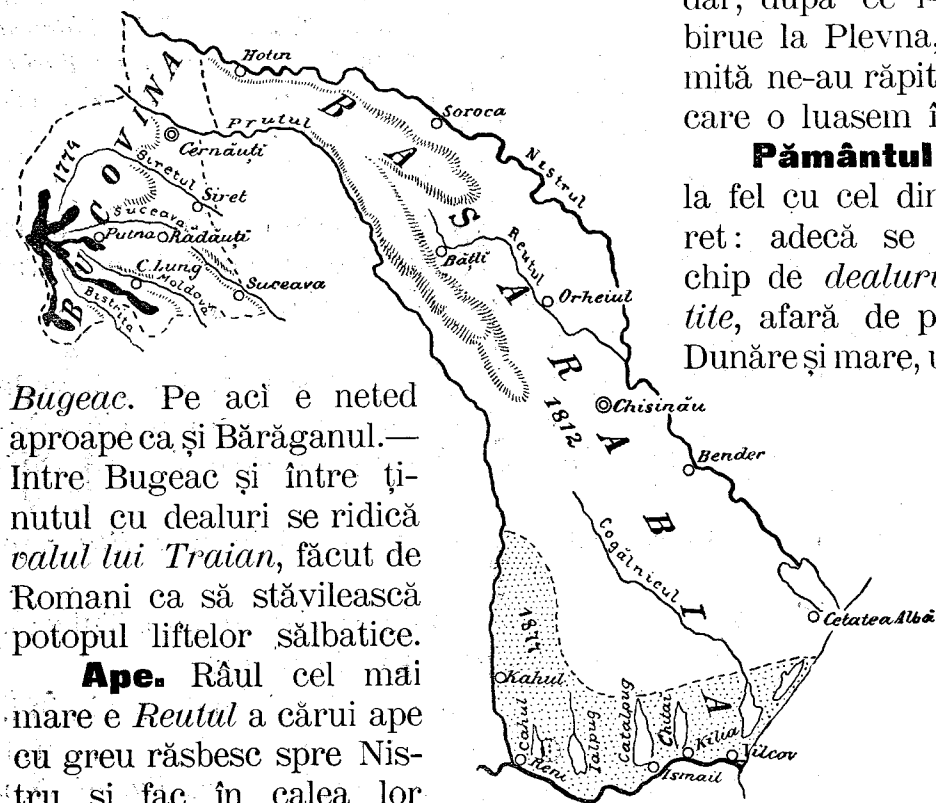 dar, după ce
birue la Plevna,
mită ne-au răpit
care o luasem
Pământul
la fel cu cel
ret: adecă se
chip de dealuri
tite, afară de
Dunăre și mare,
BUCOVINA
1774
Hotin
Prutul
Cernăuți
Siretul
Siret
Suceava
Putna
Rădăuți
C. Lung
Moldova
Bistrița
Suceava
BASARABIA
Soroca
Nistrul
Reutul
Bălți
Orheiul
1812
Chișinău
Bender
Cogâlnicul
Cetatea Albă
1877
Kahul
Cahul
Ialpug
Catalpug
Chitai
Kilia
Vilcov
Reni
Ismail
Bugeac. Pe aci e neted
aproape ca și Bărăganul.—
Intre Bugeac și între ți-
nutul cu dealuri se ridică
valul lui Traian, făcut de
Romani ca să stăvilească
potopul liftelor sălbatice.
Ape. Râul cel mai
mare e Reutul a cărui ape
cu greu răsbesc spre Nis-
tru și fac în calea lor